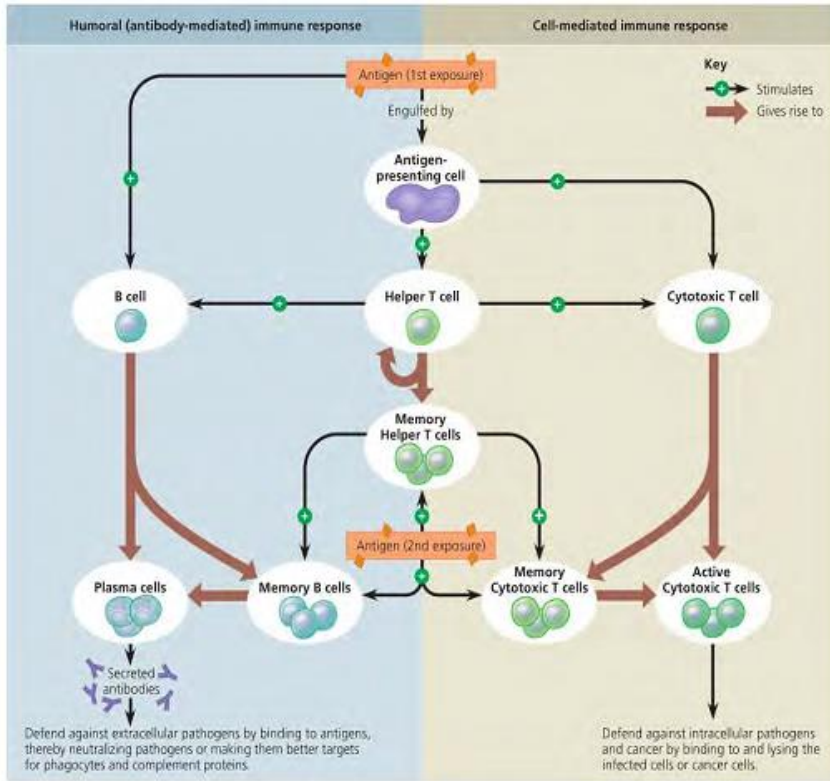 Humoral (antibody-mediated) immune response
Cell-mediated immune response
Antigen (1st exposure)
Key
Stimulates
Gives rise to
Engulfed by
Antigen-
presenting cell
B cell
Helper T cell
Cytotoxic T cell
Memory
Helper T cells
Antigen (2nd exposure)
Plasma cells
Memory B cells
Memory
Cytotoxic T cells
Active
Cytotoxic T cells
Secreted
antibodies
Defend against extracellular pathogens by binding to antigens,
thereby neutralizing pathogens or making them better targets
for phagocytes and complement proteins.
Defend against intracellular pathogens
and cancer by binding to and lysing the
infected cells or cancer cells.